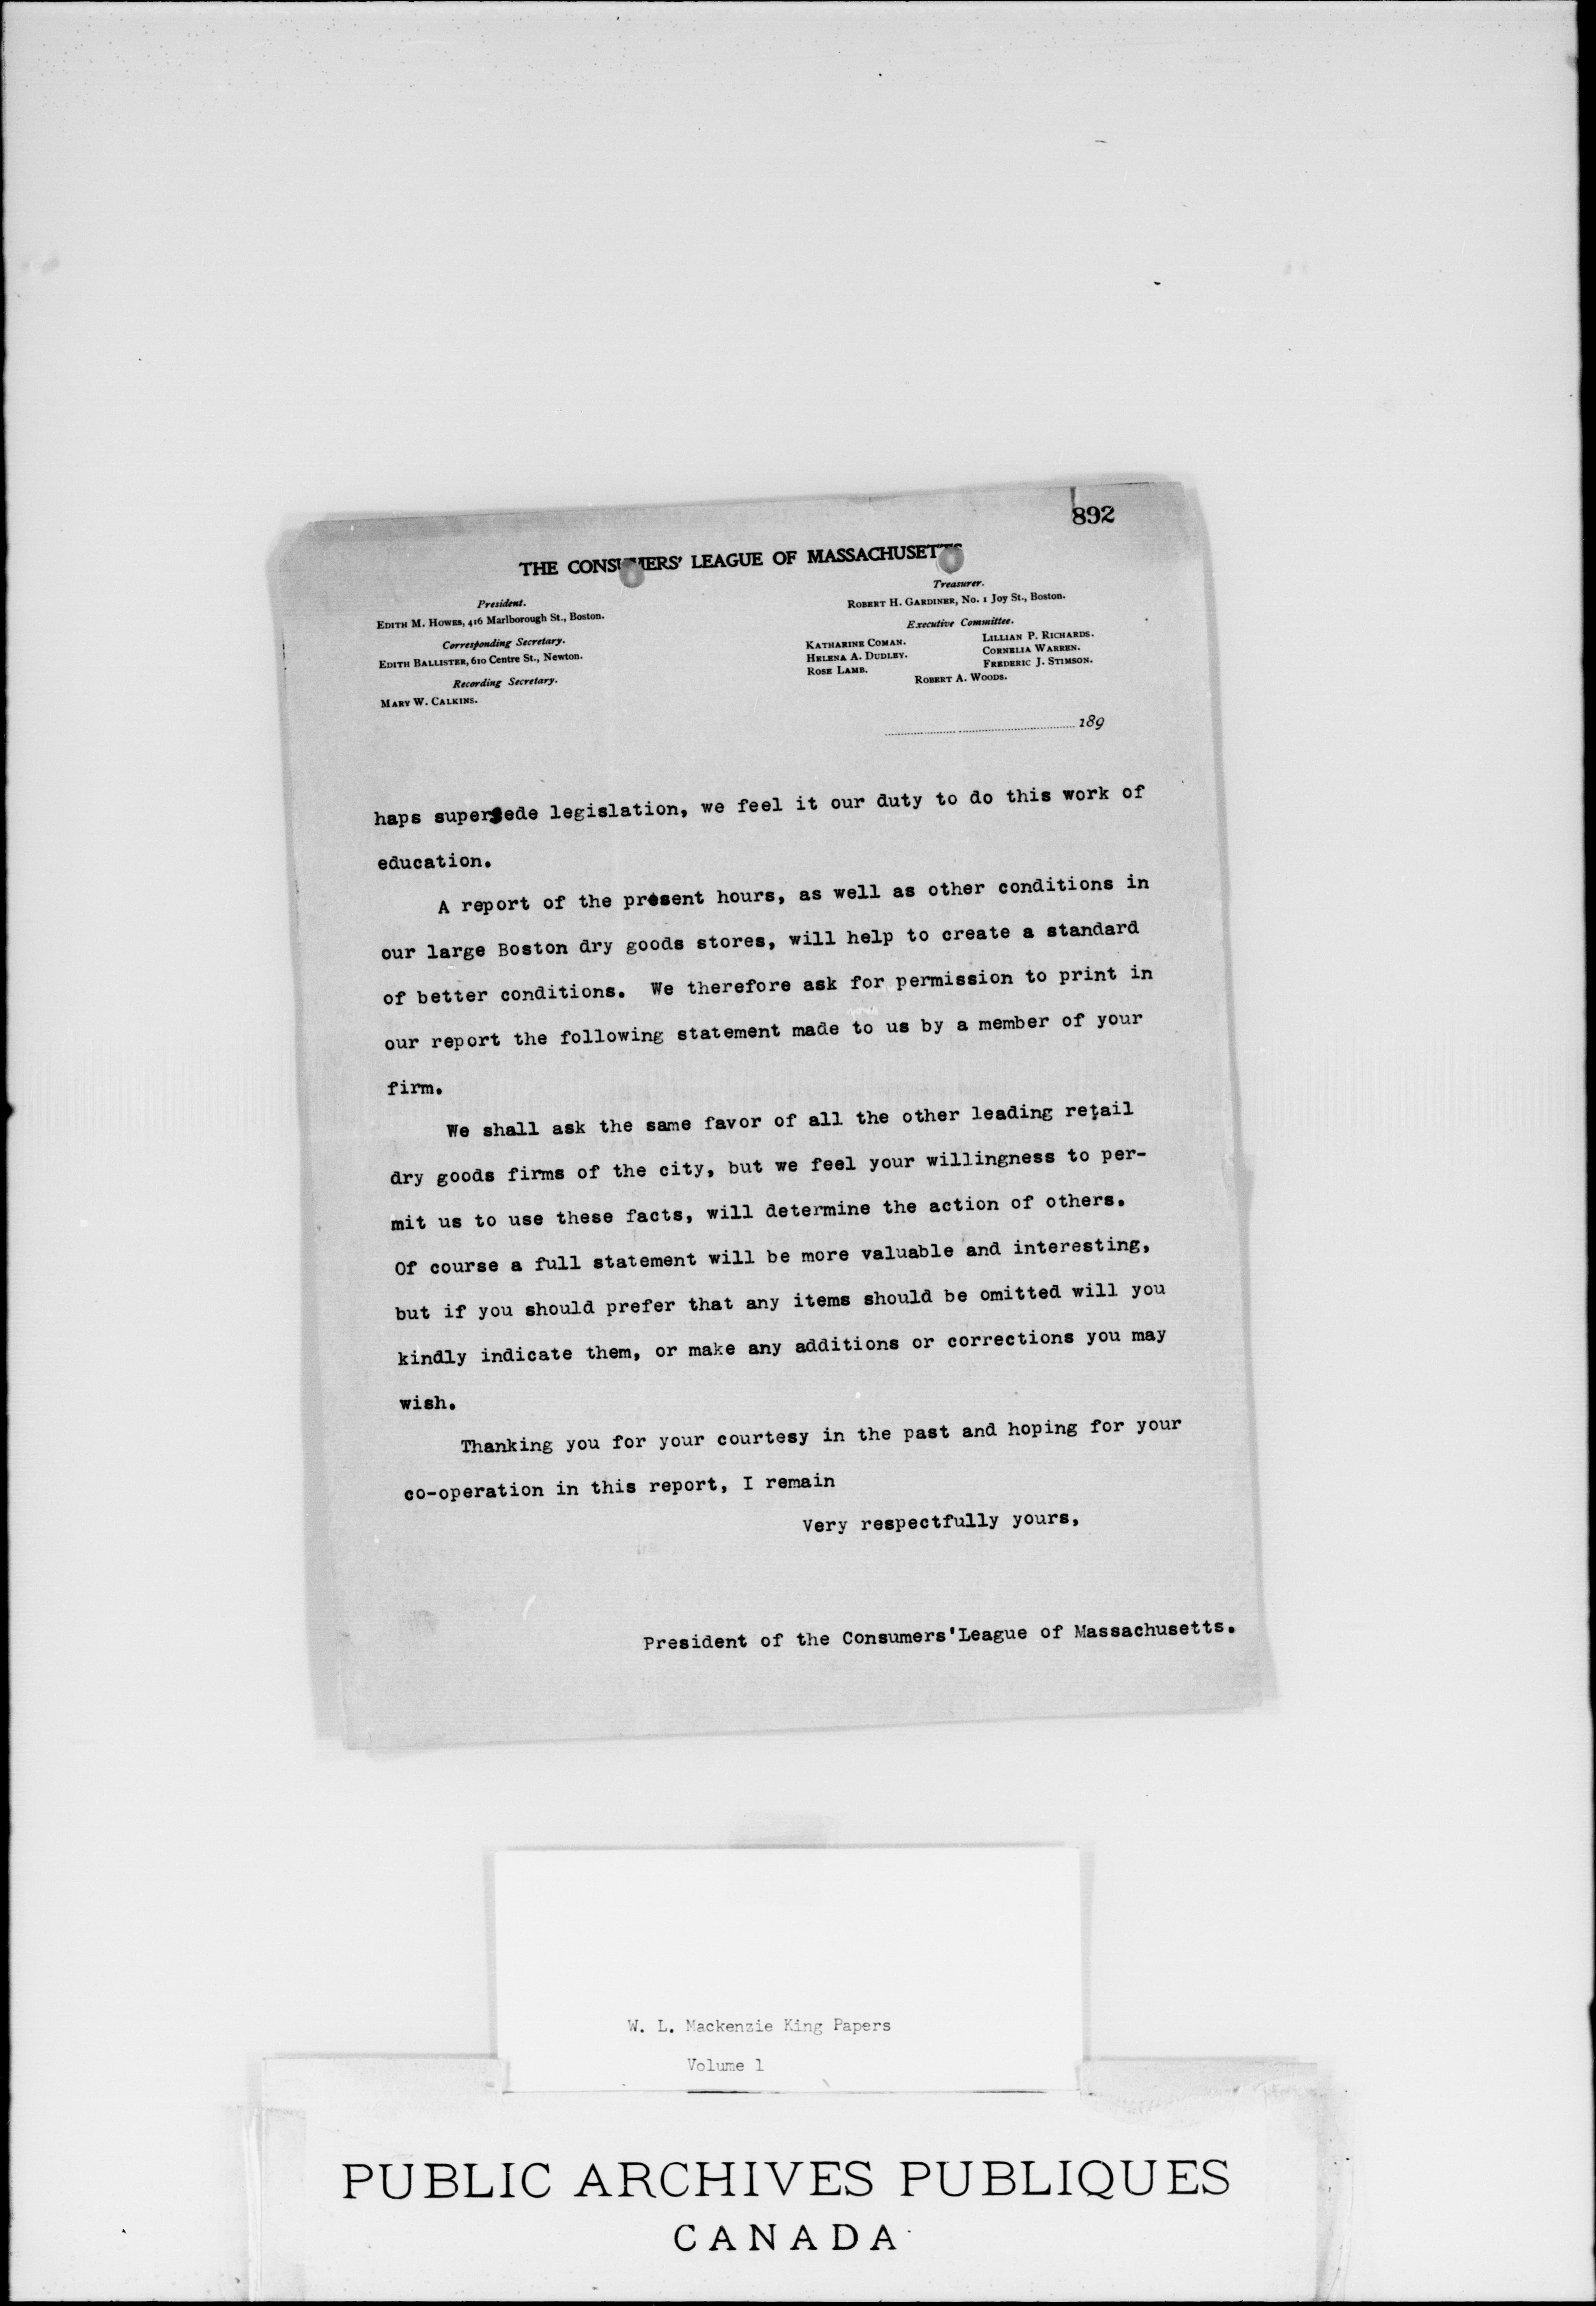 892
THE CONSUMERS' LEAGUE OF MASSACHUSETTS
President.
EDITH M. HOWES, 416 Marlborough St., Boston.
Corresponding Secretary.
EDITH BALLISTER, 610 Centre St., Newton.
Recording Secretary.
MARY W. CALKINS.
Treasurer.
ROBERT H. GARDINER, No. 1 Joy St., Boston.
Executive Committee.
KATHARINE COMAN. LILLIAN P. RICHARDS.
HELENA A. DUDLEY. CORNELIA WARREN.
ROSE LAMB. FREDERIC J. STIMSON.
ROBERT A. WOODS.
189
haps supersede legislation, we feel it our duty to do this work of
education.
A report of the present hours, as well as other conditions in
our large Boston dry goods stores, will help to create a standard
of better conditions. We therefore ask for permission to print in
our report the following statement made to us by a member of your
firm.
We shall ask the same favor of all the other leading retail
dry goods firms of the city, but we feel your willingness to per-
mit us to use these facts, will determine the action of others.
Of course a full statement will be more valuable and interesting,
but if you should prefer that any items should be omitted will you
kindly indicate them, or make any additions or corrections you may
wish.
Thanking you for your courtesy in the past and hoping for your
co-operation in this report, I remain
Very respectfully yours,
President of the Consumers'League of Massachusetts.
W. L. Mackenzie King Papers
Volume 1
PUBLIC ARCHIVES PUBLIQUES
CANADA